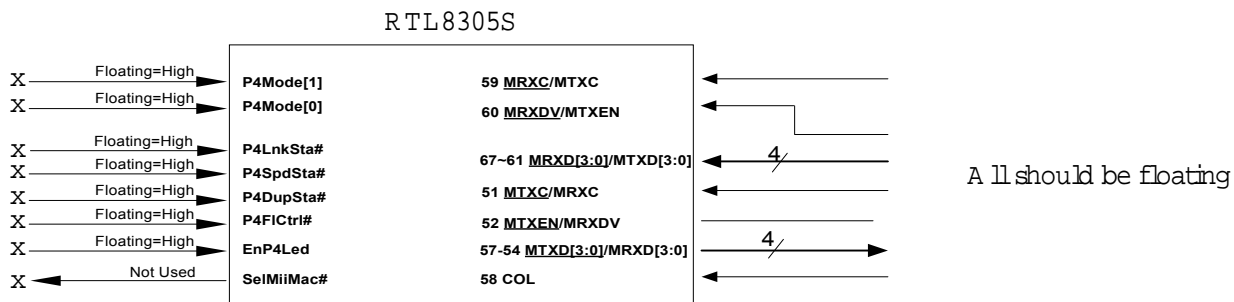 RTL8305S
X Floating=High P4Mode[1] 59 MRXC/MTXC
X Floating=High P4Mode[0] 60 MRXDV/MTXEN
X Floating=High P4LnkSta# 67~61 MRXD[3:0]/MTXD[3:0] 4
X Floating=High P4SpdSta#
All should be floating
X Floating=High P4DupSta# 51 MTXC/MRXC
X Floating=High P4FlCtrl# 52 MTXEN/MRXDV
X Floating=High EnP4Led 57-54 MTXD[3:0]/MRXD[3:0] 4
X Not Used SelMiiMac# 58 COL